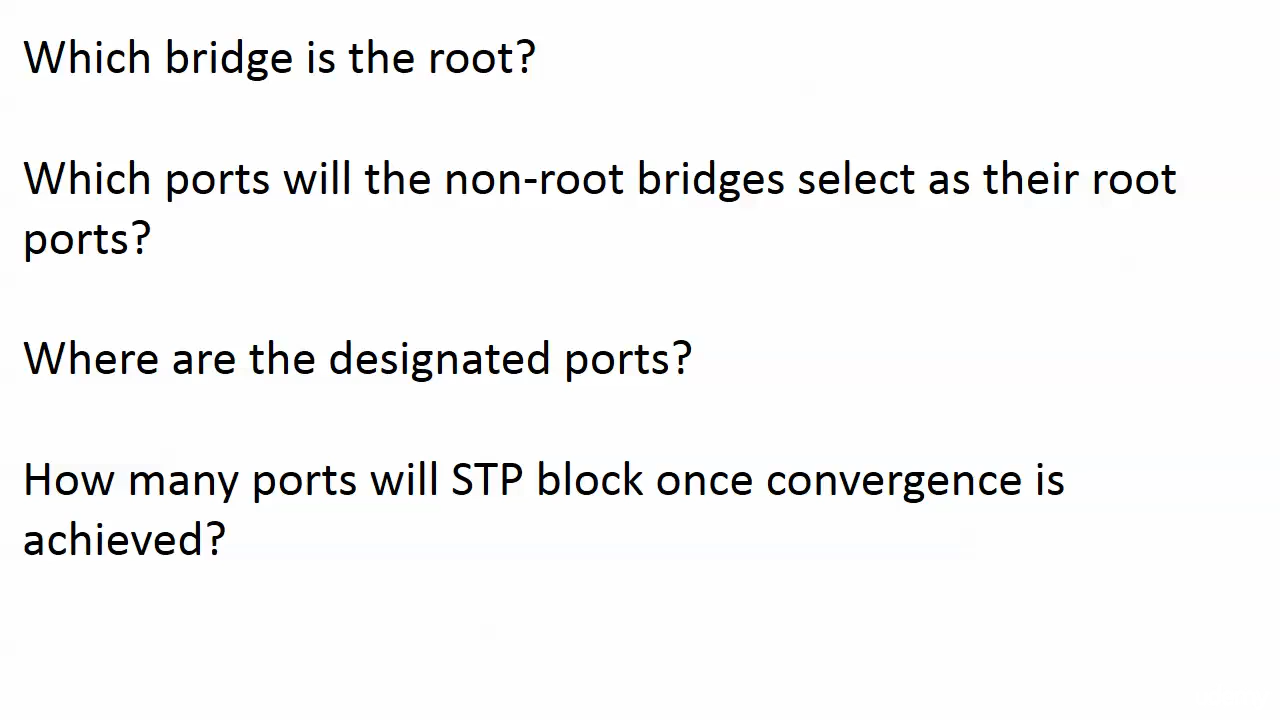 Which bridge is the root?
Which ports will the non-root bridges select as their root
ports?
Where are the designated ports?
How many ports will STP block once convergence is
achieved?